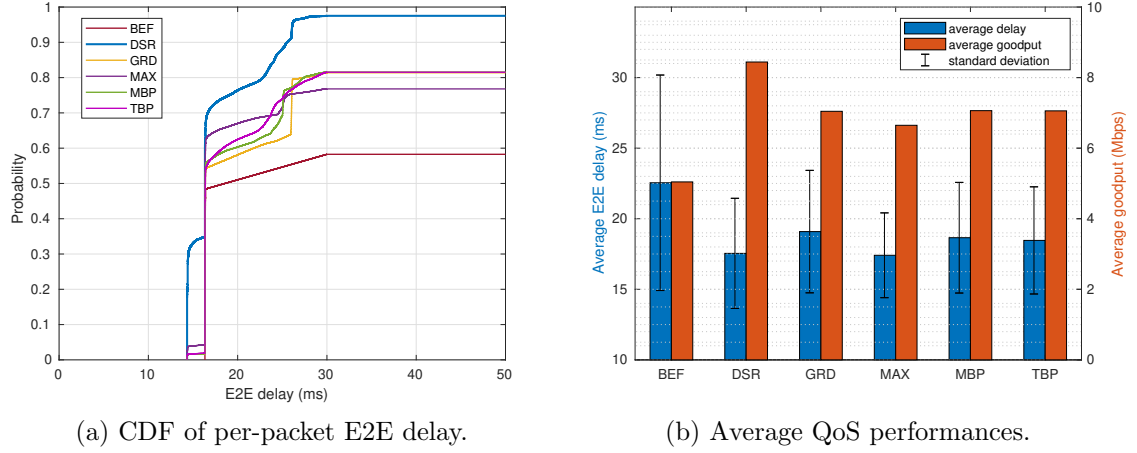 1
0.9
0.8
0.7
0.6
0.5
0.4
0.3
0.2
0.1
0
Probability
BEF
DSR
GRD
MAX
MBP
TBP
0 10 20 30 40 50
E2E delay (ms)
(a) CDF of per-packet E2E delay.
30
25
20
15
10
Average E2E delay (ms)
average delay
average goodput
standard deviation
10
8
6
4
2
0
Average goodput (Mbps)
BEF DSR GRD MAX MBP TBP
(b) Average QoS performances.